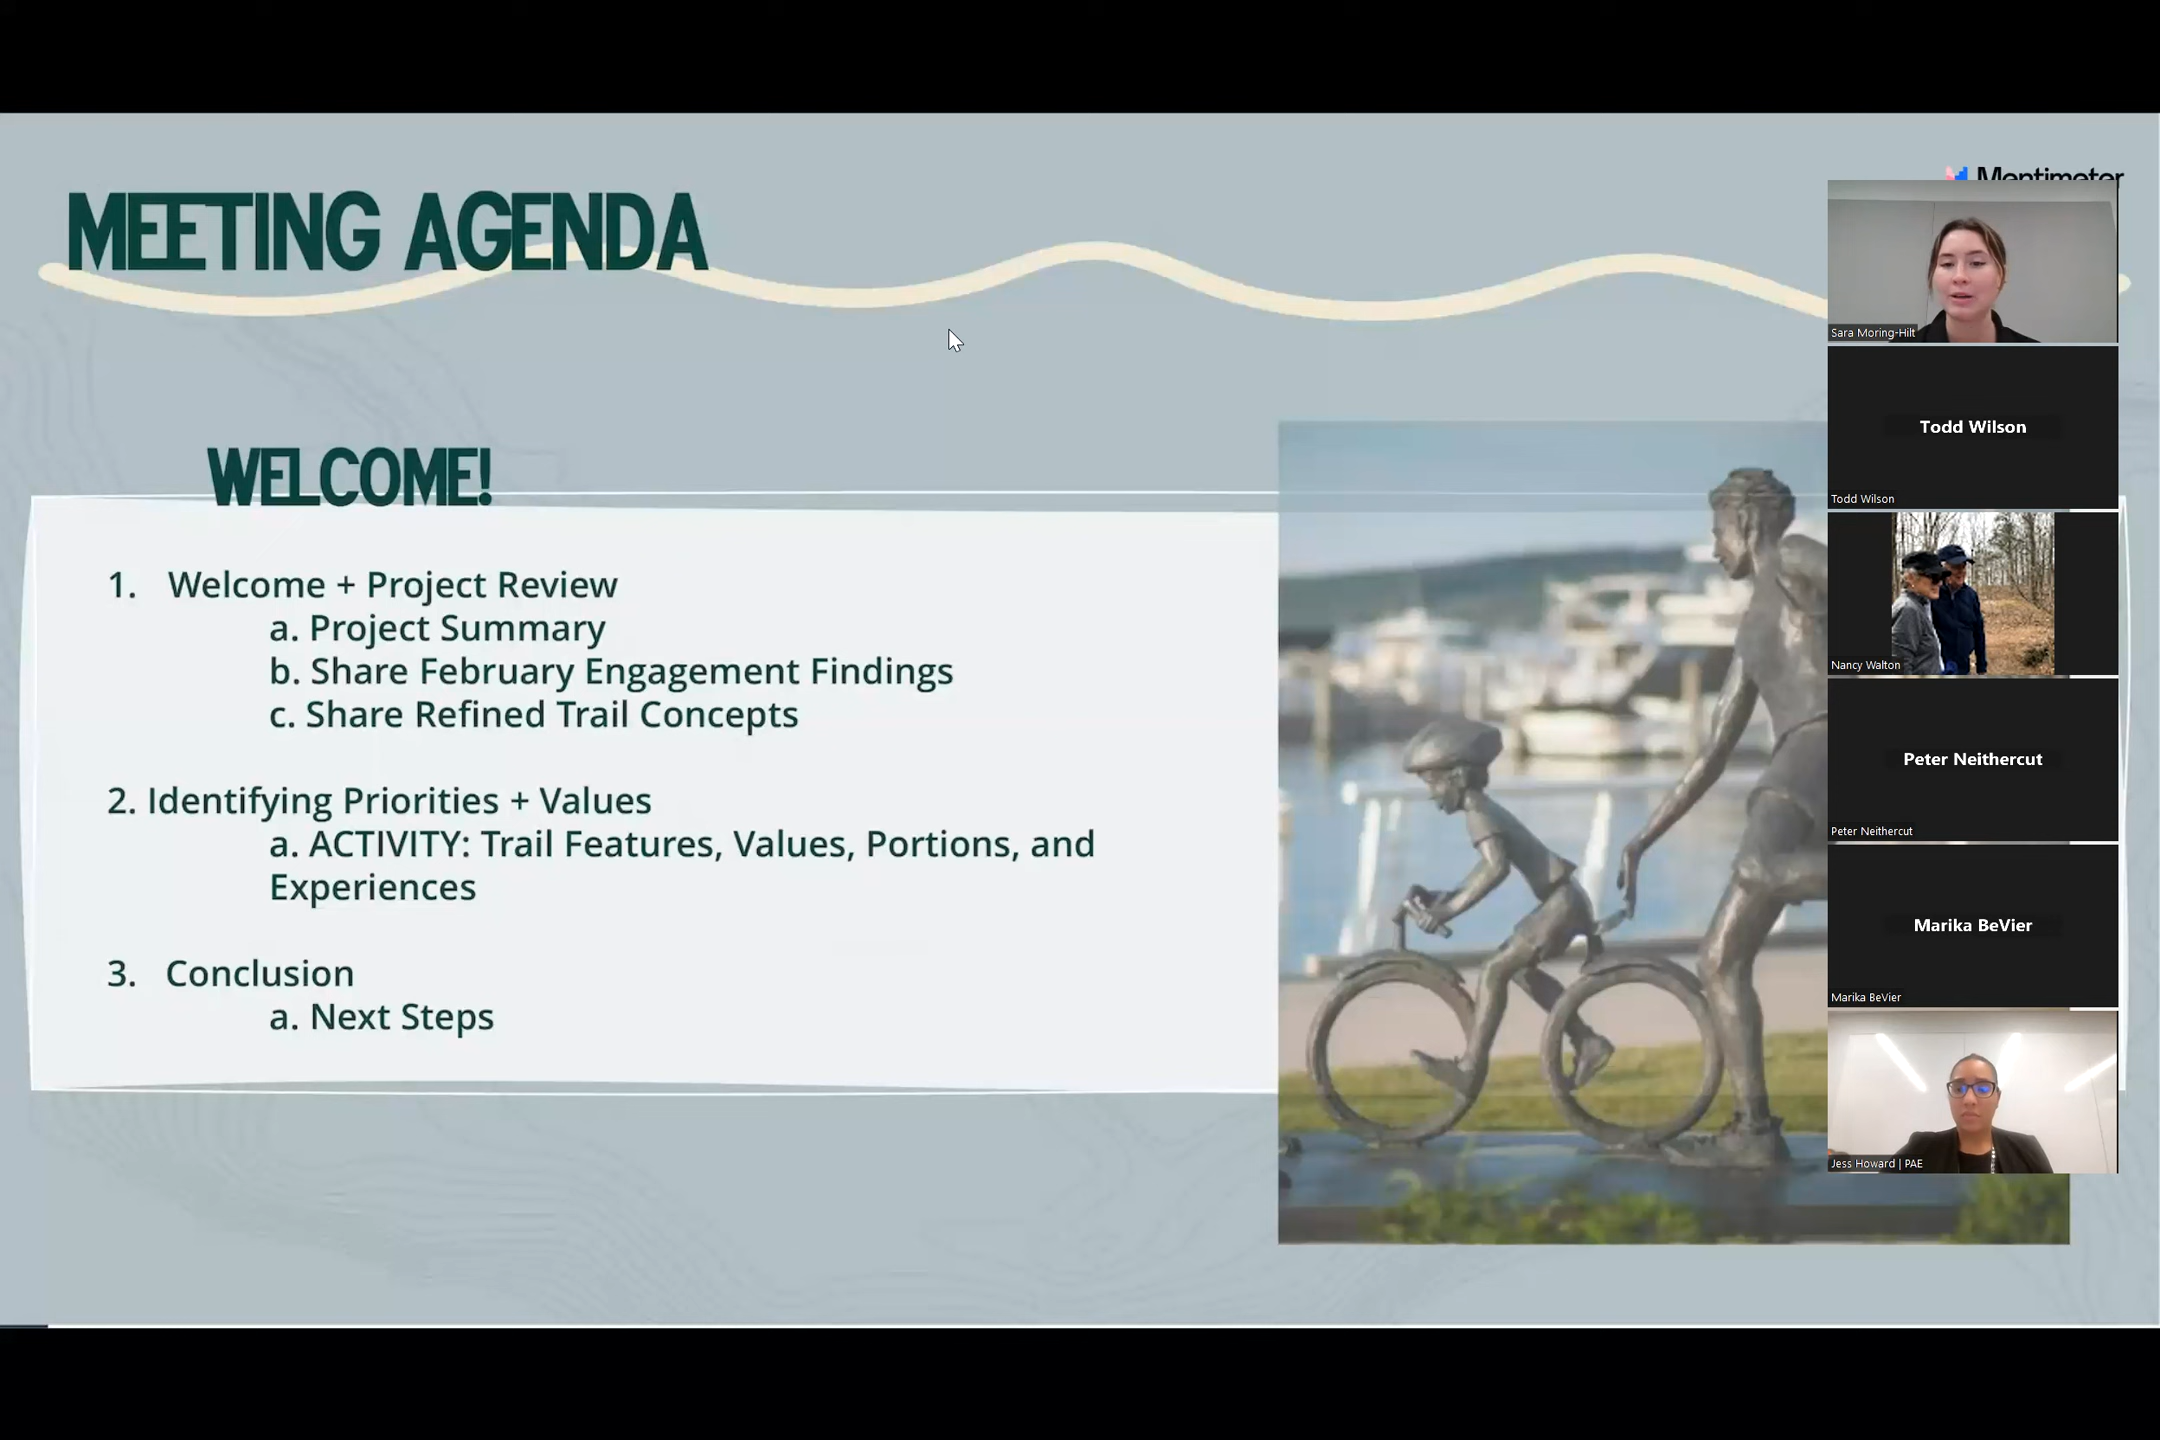 Mentimeter
MEETING AGENDA
WELCOME!
1. Welcome + Project Review
a. Project Summary
b. Share February Engagement Findings
c. Share Refined Trail Concepts
2. Identifying Priorities + Values
a. ACTIVITY: Trail Features, Values, Portions, and
Experiences
3. Conclusion
a. Next Steps
Sara Moring-Hilt
Todd Wilson
Todd Wilson
Nancy Walton
Peter Neithercut
Peter Neithercut
Marika BeVier
Marika BeVier
Jess Howard | PAE